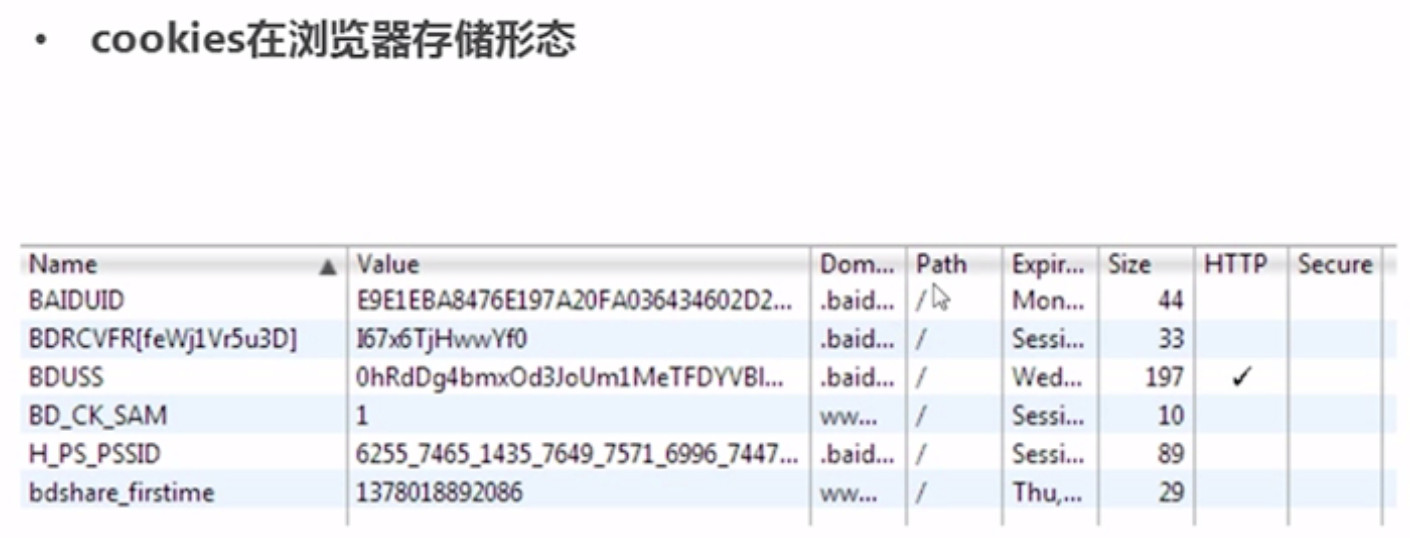 • cookies在浏览器存储形态
Name Value Dom... Path Expir... Size HTTP Secure
BAIDUID E9E1EBA8476E197A20FA036434602D2... .baid... / Mon... 44
BDRCVFR[feWj1Vr5u3D] I67x6TjHwwYf0 .baid... / Sessi... 33
BDUSS 0hRdDg4bmxOd3JoUm1MeTFDYVBl... .baid... / Wed... 197 ✓
BD_CK_SAM 1 ww... / Sessi... 10
H_PS_PSSID 6255_7465_1435_7649_7571_6996_7447... .baid... / Sessi... 89
bdshare_firstime 1378018892086 ww... / Thu,... 29